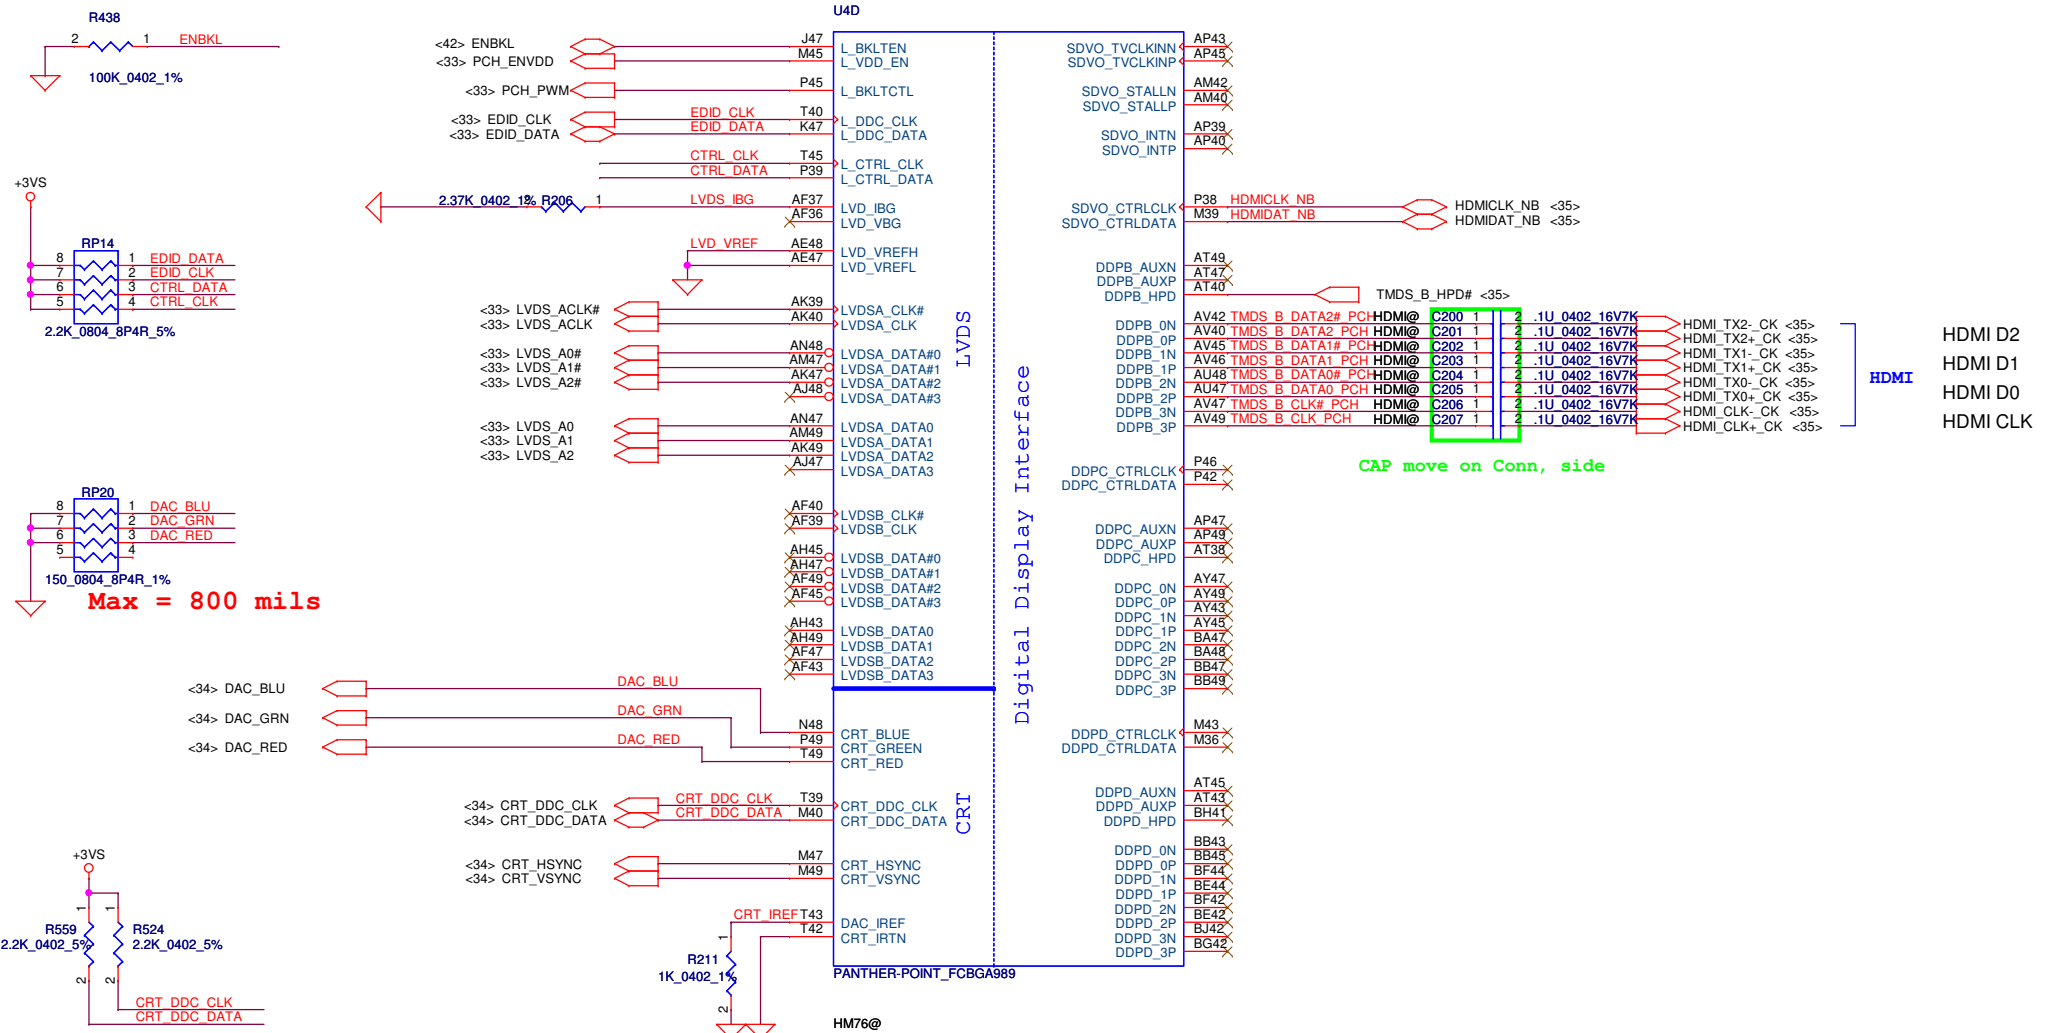 U4D
R438
2 1 ENBKL
100K_0402_1%
+3VS
RP14
8 1 EDID_DATA
7 2 EDID_CLK
6 3 CTRL_DATA
5 4 CTRL_CLK
2.2K_0804_8P4R_5%
RP20
8 1 DAC_BLU
7 2 DAC_GRN
6 3 DAC_RED
5 4
150_0804_8P4R_1%
Max = 800 mils
+3VS
1 1
R559
2.2K_0402_5%
R524
2.2K_0402_5%
2 2
CRT_DDC_CLK
CRT_DDC_DATA
<42> ENBKL J47 L_BKLTEN
<33> PCH_ENVDD M45 L_VDD_EN
<33> PCH_PWM P45 L_BKLTCTL
<33> EDID_CLK EDID_CLK T40 L_DDC_CLK
<33> EDID_DATA EDID_DATA K47 L_DDC_DATA
CTRL_CLK T45 L_CTRL_CLK
CTRL_DATA P39 L_CTRL_DATA
2.37K_0402_1% 2 R206 1 LVDS_IBG AF37 LVD_IBG
AF36 LVD_VBG
LVD_VREF AE48 LVD_VREFH
AE47 LVD_VREFL
<33> LVDS_ACLK# AK39 LVDSA_CLK#
<33> LVDS_ACLK AK40 LVDSA_CLK
<33> LVDS_A0# AN48 LVDSA_DATA#0
<33> LVDS_A1# AM47 LVDSA_DATA#1
<33> LVDS_A2# AK47 LVDSA_DATA#2
AJ48 LVDSA_DATA#3
<33> LVDS_A0 AN47 LVDSA_DATA0
<33> LVDS_A1 AM49 LVDSA_DATA1
<33> LVDS_A2 AK49 LVDSA_DATA2
AJ47 LVDSA_DATA3
AF40 LVDSB_CLK#
AF39 LVDSB_CLK
AH45 LVDSB_DATA#0
AH47 LVDSB_DATA#1
AF49 LVDSB_DATA#2
AF45 LVDSB_DATA#3
AH43 LVDSB_DATA0
AH49 LVDSB_DATA1
AF47 LVDSB_DATA2
AF43 LVDSB_DATA3
<34> DAC_BLU DAC_BLU N48 CRT_BLUE
<34> DAC_GRN DAC_GRN P49 CRT_GREEN
<34> DAC_RED DAC_RED T49 CRT_RED
<34> CRT_DDC_CLK CRT_DDC_CLK T39 CRT_DDC_CLK
<34> CRT_DDC_DATA CRT_DDC_DATA M40 CRT_DDC_DATA
<34> CRT_HSYNC M47 CRT_HSYNC
<34> CRT_VSYNC M49 CRT_VSYNC
CRT_IREF T43 DAC_IREF
T42 CRT_IRTN
1
R211
1K_0402_1%
2
LVDS
CRT
Digital Display Interface
SDVO_TVCLKINN AP43
SDVO_TVCLKINP AP45
SDVO_STALLN AM42
SDVO_STALLP AM40
SDVO_INTN AP39
SDVO_INTP AP40
SDVO_CTRLCLK P38 HDMICLK_NB HDMICLK_NB <35>
SDVO_CTRLDATA M39 HDMIDAT_NB HDMIDAT_NB <35>
DDPB_AUXN AT49
DDPB_AUXP AT47
DDPB_HPD AT40 TMDS_B_HPD# <35>
DDPB_0N AV42 TMDS_B_DATA2#_PCH HDMI@ C200 1 2 .1U_0402_16V7K HDMI_TX2-_CK <35>
DDPB_0P AV40 TMDS_B_DATA2_PCH HDMI@ C201 1 2 .1U_0402_16V7K HDMI_TX2+_CK <35>
DDPB_1N AV45 TMDS_B_DATA1#_PCH HDMI@ C202 1 2 .1U_0402_16V7K HDMI_TX1-_CK <35>
DDPB_1P AV46 TMDS_B_DATA1_PCH HDMI@ C203 1 2 .1U_0402_16V7K HDMI_TX1+_CK <35>
DDPB_2N AU48 TMDS_B_DATA0#_PCH HDMI@ C204 1 2 .1U_0402_16V7K HDMI_TX0-_CK <35>
DDPB_2P AU47 TMDS_B_DATA0_PCH HDMI@ C205 1 2 .1U_0402_16V7K HDMI_TX0+_CK <35>
DDPB_3N AV47 TMDS_B_CLK#_PCH HDMI@ C206 1 2 .1U_0402_16V7K HDMI_CLK-_CK <35>
DDPB_3P AV49 TMDS_B_CLK_PCH HDMI@ C207 1 2 .1U_0402_16V7K HDMI_CLK+_CK <35>
HDMI
HDMI D2
HDMI D1
HDMI D0
HDMI CLK
CAP move on Conn, side
DDPC_CTRLCLK P46
DDPC_CTRLDATA P42
DDPC_AUXN AP47
DDPC_AUXP AP49
DDPC_HPD AT38
DDPC_0N AY47
DDPC_0P AY49
DDPC_1N AY43
DDPC_1P AY45
DDPC_2N BA47
DDPC_2P BA48
DDPC_3N BB47
DDPC_3P BB49
DDPD_CTRLCLK M43
DDPD_CTRLDATA M36
DDPD_AUXN AT45
DDPD_AUXP AT43
DDPD_HPD BH41
DDPD_0N BB43
DDPD_0P BB45
DDPD_1N BF44
DDPD_1P BE44
DDPD_2N BF42
DDPD_2P BE42
DDPD_3N BJ42
DDPD_3P BG42
PANTHER-POINT_FCBGA989
HM76@